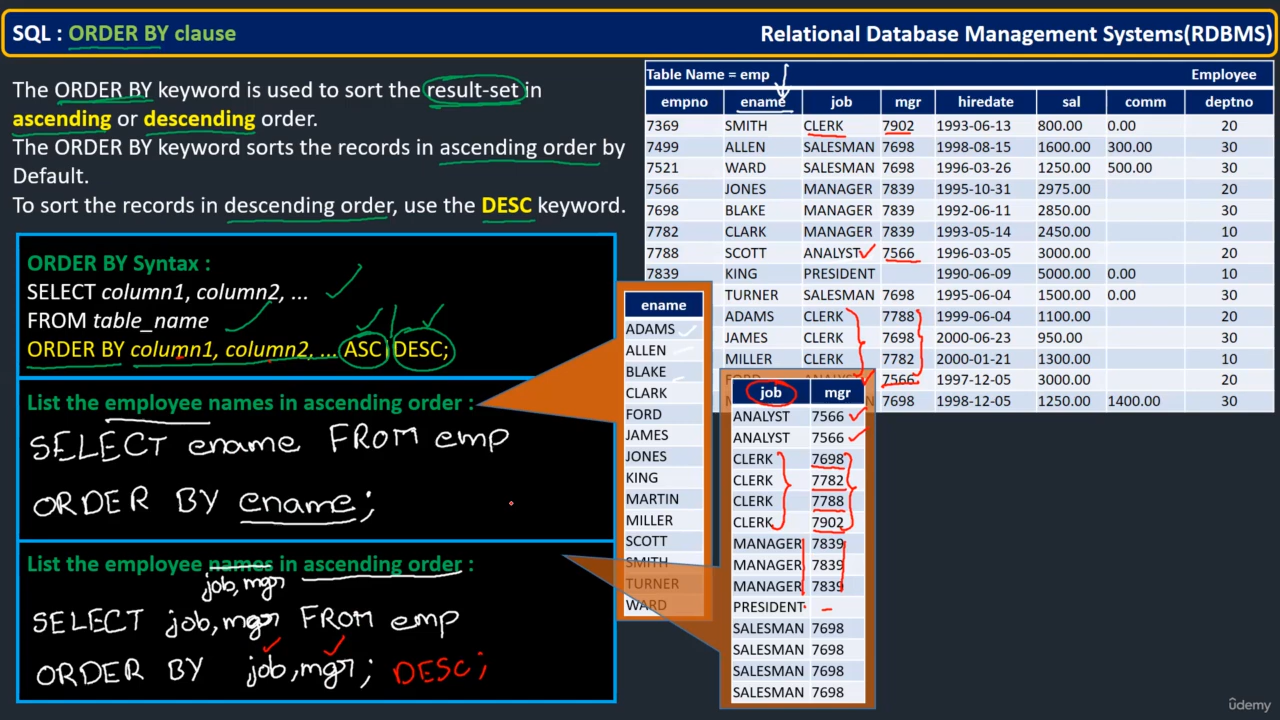 SQL : ORDER BY clause
Relational Database Management Systems(RDBMS)
The ORDER BY keyword is used to sort the result-set in
ascending or descending order.
The ORDER BY keyword sorts the records in ascending order by
Default.
To sort the records in descending order, use the DESC keyword.
ORDER BY Syntax :
SELECT column1, column2, ...
FROM table_name
ORDER BY column1, column2, ... ASC|DESC;
List the employee names in ascending order :
SELECT ename FROM emp
ORDER BY ename;
List the employee names in ascending order :
job,mgr
SELECT job,mgr FROM emp
ORDER BY job,mgr; DESC;
Table Name = emp Employee
empno ename job mgr hiredate sal comm deptno
7369 SMITH CLERK 7902 1993-06-13 800.00 0.00 20
7499 ALLEN SALESMAN 7698 1998-08-15 1600.00 300.00 30
7521 WARD SALESMAN 7698 1996-03-26 1250.00 500.00 30
7566 JONES MANAGER 7839 1995-10-31 2975.00 20
7698 BLAKE MANAGER 7839 1992-06-11 2850.00 30
7782 CLARK MANAGER 7839 1993-05-14 2450.00 10
7788 SCOTT ANALYST 7566 1996-03-05 3000.00 20
7839 KING PRESIDENT 1990-06-09 5000.00 0.00 10
TURNER SALESMAN 7698 1995-06-04 1500.00 0.00 30
ADAMS CLERK 7788 1999-06-04 1100.00 20
JAMES CLERK 7698 2000-06-23 950.00 30
MILLER CLERK 7782 2000-01-21 1300.00 10
FORD ANALYST 7566 1997-12-05 3000.00 20
7698 1998-12-05 1250.00 1400.00 30
ename
ADAMS
ALLEN
BLAKE
CLARK
FORD
JAMES
JONES
KING
MARTIN
MILLER
SCOTT
SMITH
TURNER
WARD
job mgr
ANALYST 7566
ANALYST 7566
CLERK 7698
CLERK 7782
CLERK 7788
CLERK 7902
MANAGER 7839
MANAGER 7839
MANAGER 7839
PRESIDENT
SALESMAN 7698
SALESMAN 7698
SALESMAN 7698
SALESMAN 7698
ûdemy